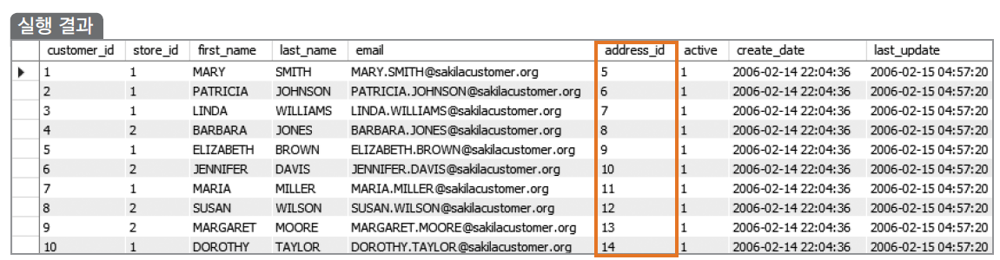 실행 결과
customer_id store_id first_name last_name email address_id active create_date last_update
1 1 MARY SMITH MARY.SMITH@sakilacustomer.org 5 1 2006-02-14 22:04:36 2006-02-15 04:57:20
2 1 PATRICIA JOHNSON PATRICIA.JOHNSON@sakilacustomer.org 6 1 2006-02-14 22:04:36 2006-02-15 04:57:20
3 1 LINDA WILLIAMS LINDA.WILLIAMS@sakilacustomer.org 7 1 2006-02-14 22:04:36 2006-02-15 04:57:20
4 2 BARBARA JONES BARBARA.JONES@sakilacustomer.org 8 1 2006-02-14 22:04:36 2006-02-15 04:57:20
5 1 ELIZABETH BROWN ELIZABETH.BROWN@sakilacustomer.org 9 1 2006-02-14 22:04:36 2006-02-15 04:57:20
6 2 JENNIFER DAVIS JENNIFER.DAVIS@sakilacustomer.org 10 1 2006-02-14 22:04:36 2006-02-15 04:57:20
7 1 MARIA MILLER MARIA.MILLER@sakilacustomer.org 11 1 2006-02-14 22:04:36 2006-02-15 04:57:20
8 2 SUSAN WILSON SUSAN.WILSON@sakilacustomer.org 12 1 2006-02-14 22:04:36 2006-02-15 04:57:20
9 2 MARGARET MOORE MARGARET.MOORE@sakilacustomer.org 13 1 2006-02-14 22:04:36 2006-02-15 04:57:20
10 1 DOROTHY TAYLOR DOROTHY.TAYLOR@sakilacustomer.org 14 1 2006-02-14 22:04:36 2006-02-15 04:57:20